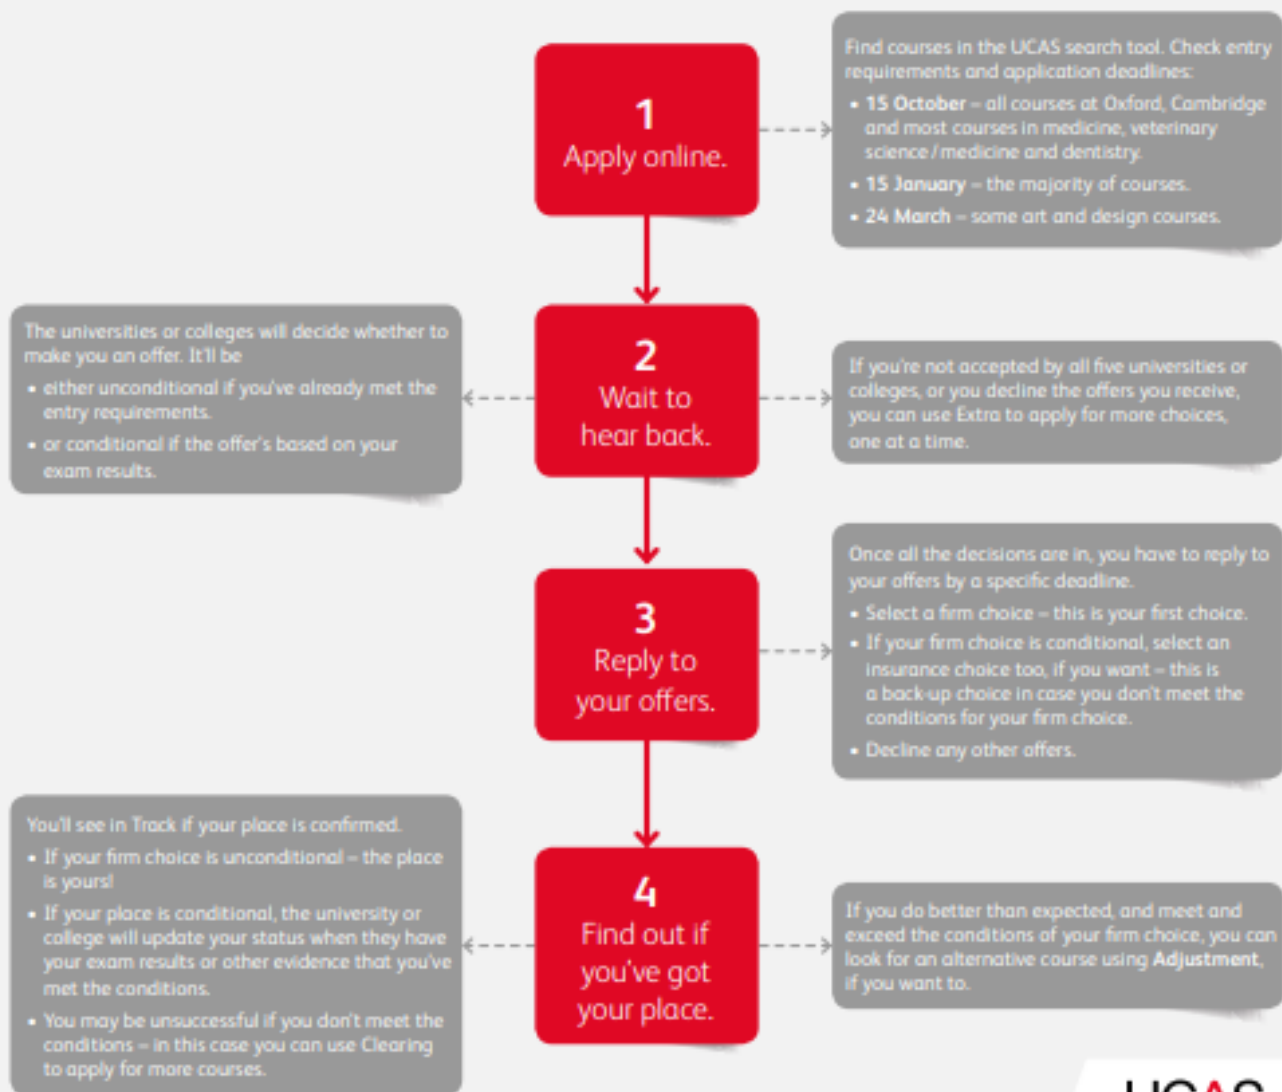 1
Apply online.
Find courses in the UCAS search tool. Check entry
requirements and application deadlines:
• 15 October – all courses at Oxford, Cambridge
and most courses in medicine, veterinary
science/medicine and dentistry.
• 15 January – the majority of courses.
• 24 March – some art and design courses.
The universities or colleges will decide whether to
make you an offer. It'll be
• either unconditional if you've already met the
entry requirements.
• or conditional if the offer's based on your
exam results.
2
Wait to
hear back.
If you're not accepted by all five universities or
colleges, or you decline the offers you receive,
you can use Extra to apply for more choices,
one at a time.
3
Reply to
your offers.
Once all the decisions are in, you have to reply to
your offers by a specific deadline.
• Select a firm choice – this is your first choice.
• If your firm choice is conditional, select an
insurance choice too, if you want – this is
a back-up choice in case you don't meet the
conditions for your firm choice.
• Decline any other offers.
You'll see in Track if your place is confirmed.
• If your firm choice is unconditional – the place
is yours!
• If your place is conditional, the university or
college will update your status when they have
your exam results or other evidence that you've
met the conditions.
• You may be unsuccessful if you don't meet the
conditions – in this case you can use Clearing
to apply for more courses.
4
Find out if
you've got
your place.
If you do better than expected, and meet and
exceed the conditions of your firm choice, you can
look for an alternative course using Adjustment,
if you want to.
UCAS